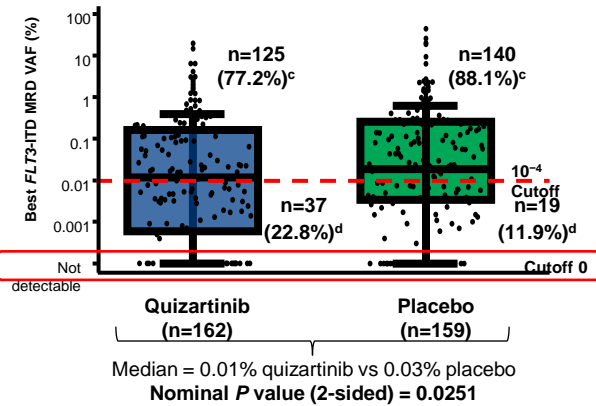 Best FLT3-ITD MRD VAF (%)
100
10
1
0.1
0.01
0.001
Not
detectable
n=125
(77.2%)ᶜ
n=140
(88.1%)ᶜ
10⁻⁴
Cutoff
n=37
(22.8%)ᵈ
n=19
(11.9%)ᵈ
Cutoff 0
Quizartinib
(n=162)
Placebo
(n=159)
Median = 0.01% quizartinib vs 0.03% placebo
Nominal P value (2-sided) = 0.0251